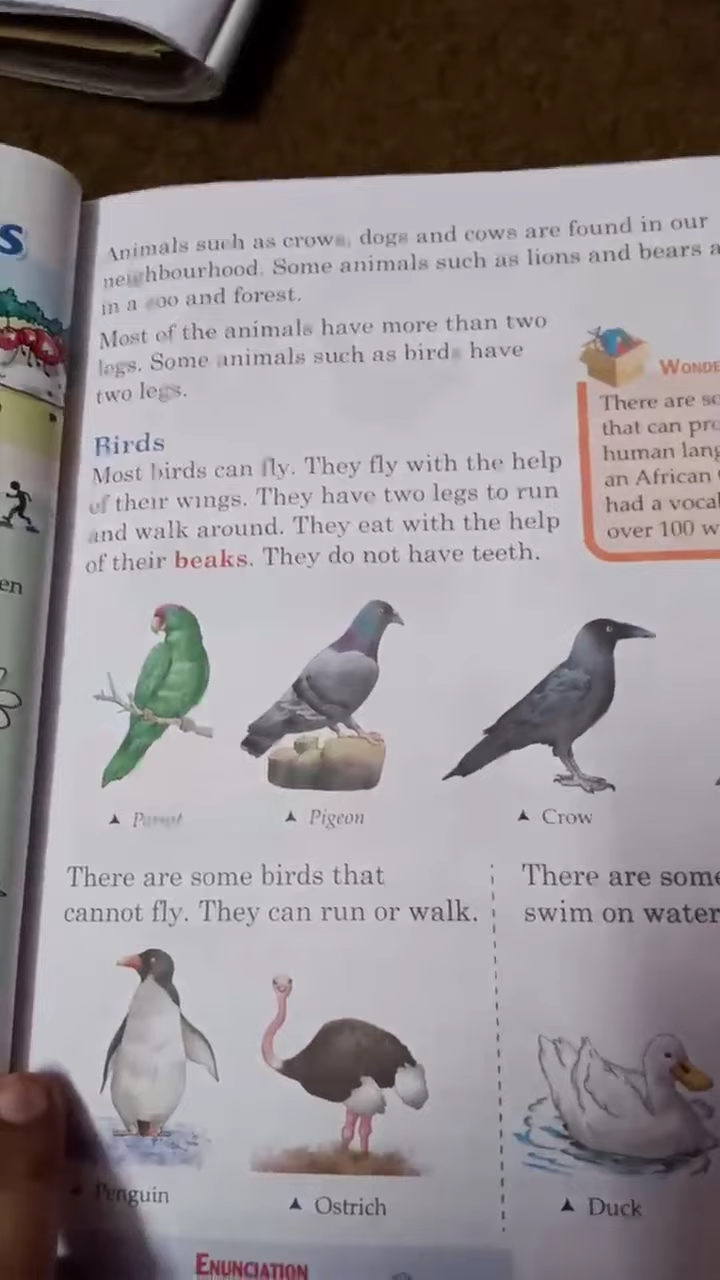 Animals such as crows, dogs and cows are found in our
neighbourhood. Some animals such as lions and bears
in a zoo and forest.
Most of the animals have more than two
legs. Some animals such as birds have
two legs.
Birds
Most birds can fly. They fly with the help
of their wings. They have two legs to run
and walk around. They eat with the help
of their beaks. They do not have teeth.
There are
that can
human
an African
had a
over 100
Parrot
Pigeon
Crow
There are some birds that
cannot fly. They can run or walk.
There are some
swim on water
Penguin
Ostrich
Duck
ENUNCIATION
en
s